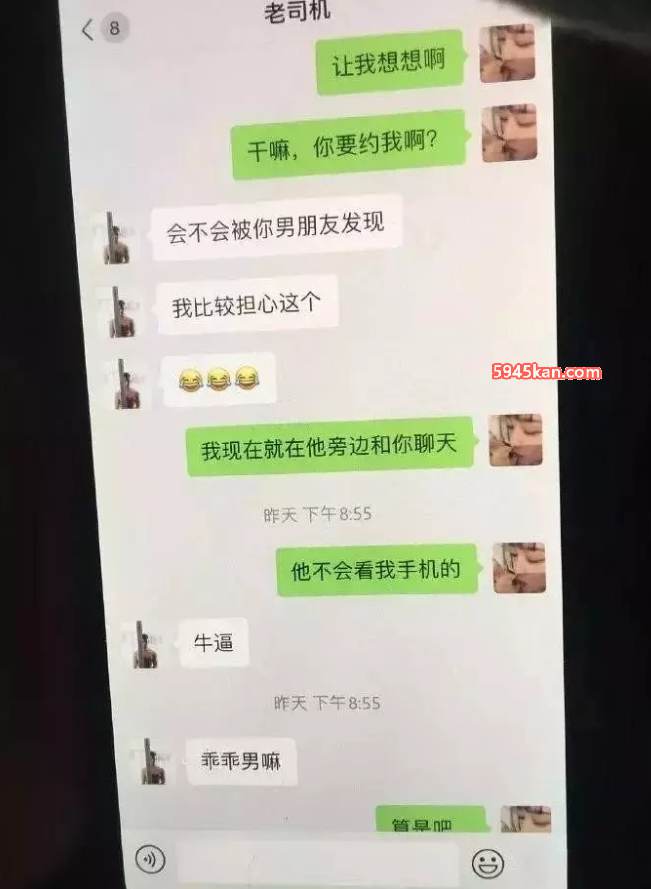 8
老司机
让我想想啊
干嘛，你要约我啊？
会不会被你男朋友发现
我比较担心这个
😂😂😂
5945kan.com
我现在就在他旁边和你聊天
昨天 下午8:55
他不会看我手机的
牛逼
昨天 下午8:55
乖乖男嘛
算是吧